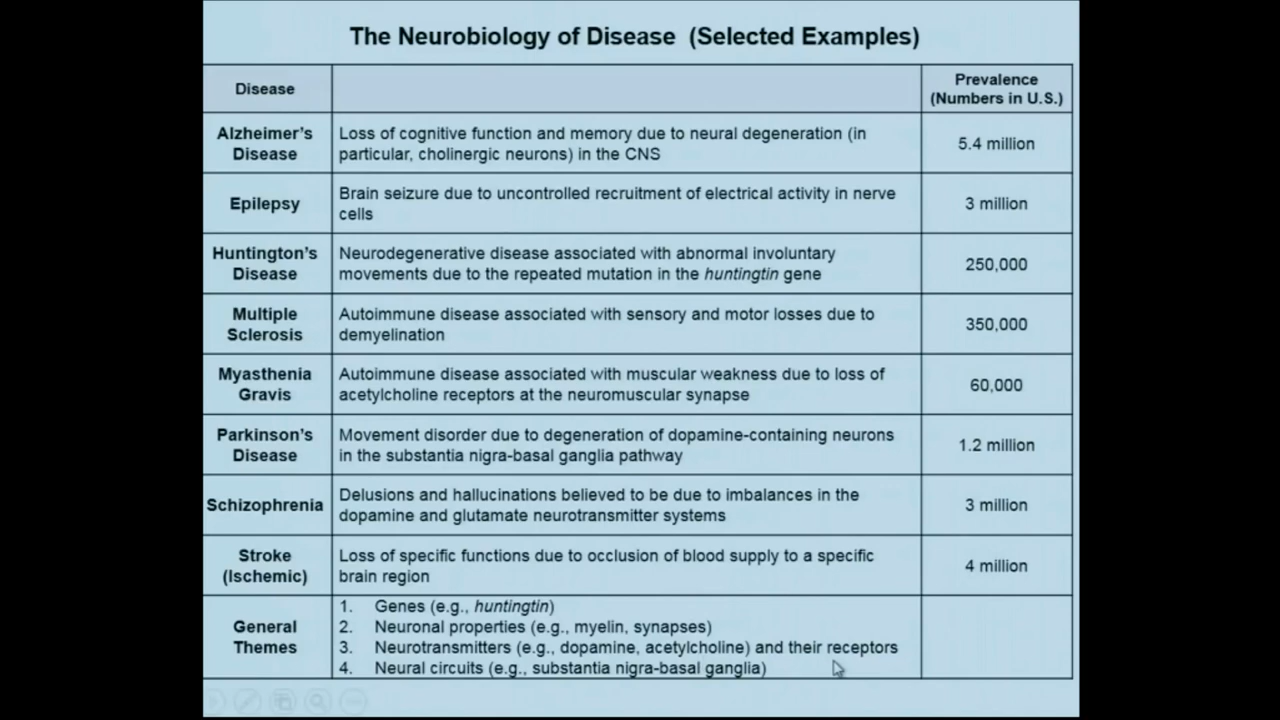 The Neurobiology of Disease (Selected Examples)
Disease
Prevalence
(Numbers in U.S.)
Alzheimer's
Disease
Loss of cognitive function and memory due to neural degeneration (in
particular, cholinergic neurons) in the CNS
5.4 million
Epilepsy
Brain seizure due to uncontrolled recruitment of electrical activity in nerve
cells
3 million
Huntington's
Disease
Neurodegenerative disease associated with abnormal involuntary
movements due to the repeated mutation in the huntingtin gene
250,000
Multiple
Sclerosis
Autoimmune disease associated with sensory and motor losses due to
demyelination
350,000
Myasthenia
Gravis
Autoimmune disease associated with muscular weakness due to loss of
acetylcholine receptors at the neuromuscular synapse
60,000
Parkinson's
Disease
Movement disorder due to degeneration of dopamine-containing neurons
in the substantia nigra-basal ganglia pathway
1.2 million
Schizophrenia
Delusions and hallucinations believed to be due to imbalances in the
dopamine and glutamate neurotransmitter systems
3 million
Stroke
(Ischemic)
Loss of specific functions due to occlusion of blood supply to a specific
brain region
4 million
General
Themes
1. Genes (e.g., huntingtin)
2. Neuronal properties (e.g., myelin, synapses)
3. Neurotransmitters (e.g., dopamine, acetylcholine) and their receptors
4. Neural circuits (e.g., substantia nigra-basal ganglia)